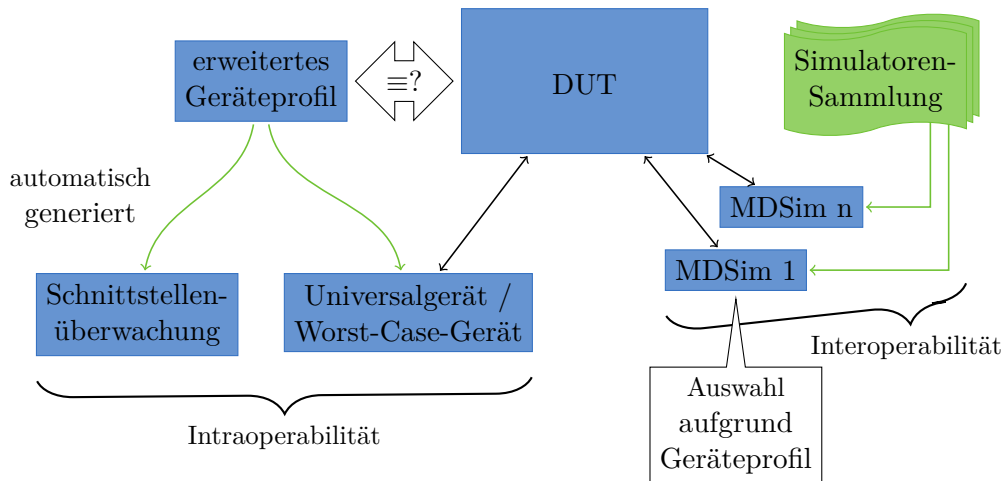 erweitertes
Geräteprofil
≡?
DUT
Simulatoren-
Sammlung
automatisch
generiert
MDSim n
MDSim 1
Schnittstellen-
überwachung
Universalgerät /
Worst-Case-Gerät
Interoperabilität
Auswahl
aufgrund
Geräteprofil
Intraoperabilität